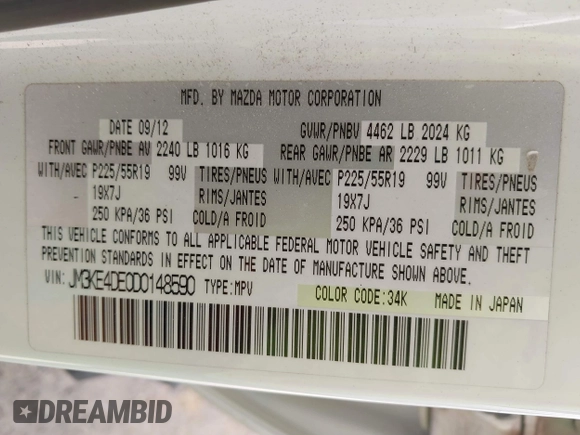 MFD. BY MAZDA MOTOR CORPORATION
DATE 09/12 GVWR/PNBV 4462 LB 2024 KG
FRONT GAWR/PNBE AV 2240 LB 1016 KG REAR GAWR/PNBE AR 2229 LB 1011 KG
WITH/AVEC P225/55R19 99V TIRES/PNEUS WITH/AVEC P225/55R19 99V TIRES/PNEUS
19X7J RIMS/JANTES 19X7J RIMS/JANTES
250 KPA/36 PSI COLD/A FROID 250 KPA/36 PSI COLD/A FROID
THIS VEHICLE CONFORMS TO ALL APPLICABLE FEDERAL MOTOR VEHICLE SAFETY AND THEFT
PREVENTION STANDARDS IN EFFECT ON THE DATE OF MANUFACTURE SHOWN ABOVE.
VIN: JM3KE4DE0D0148590 TYPE:MPV COLOR CODE:34K MADE IN JAPAN
DREAMBID